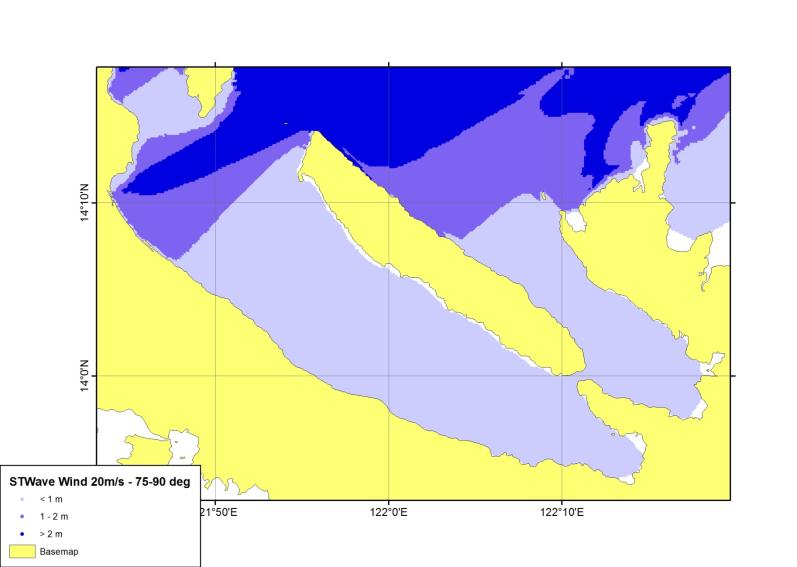 14°10'N
14°0'N
21°50'E
122°0'E
122°10'E
STWave Wind 20m/s - 75-90 deg
< 1 m
1 - 2 m
> 2 m
Basemap